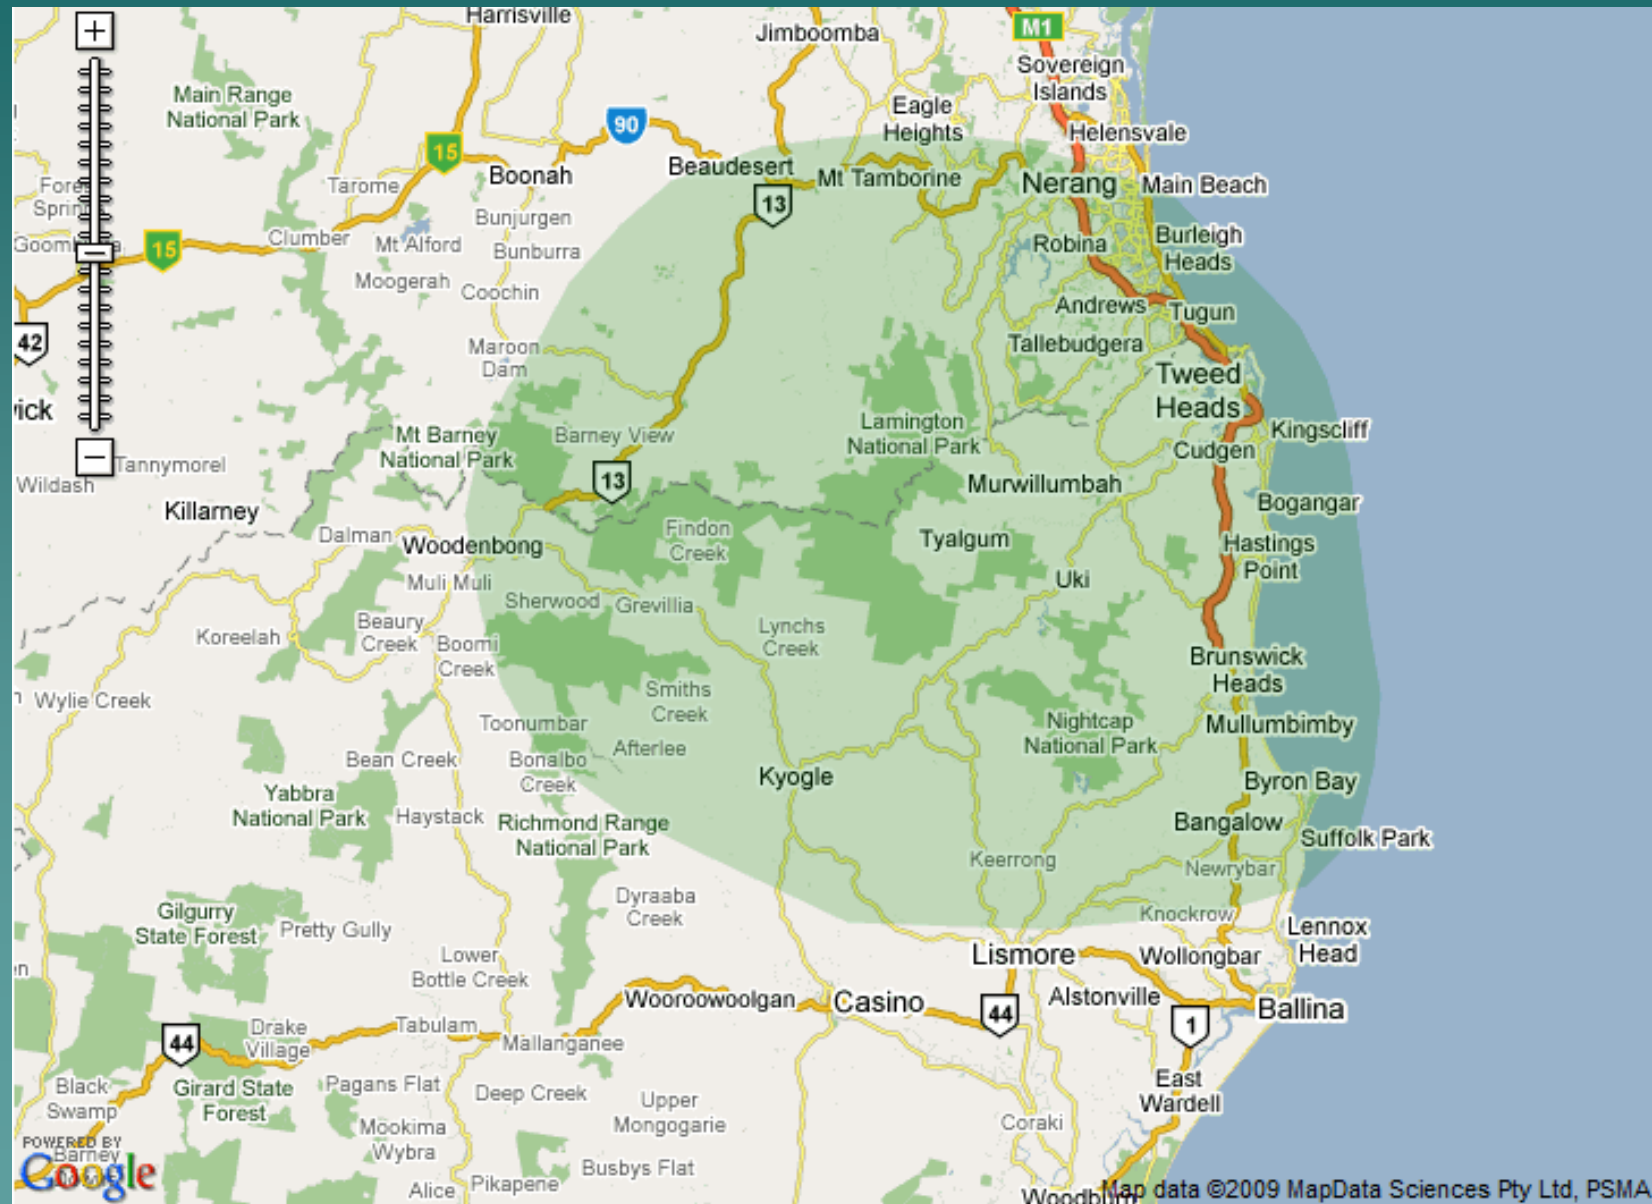 Harrisville
Jimboomba
M1
Sovereign
Islands
Main Range
National Park
Eagle
Heights
90
Helensvale
15
Beaudesert
Boonah
Tarome
Mt Tamborine
Nerang
Main Beach
13
Bunjurgen
15
Clumber
Mt Alford
Bunburra
Robina
Burleigh
Heads
Moogerah
Coochin
Andrews
Tugun
42
Maroon
Dam
Tallebudgera
Tweed
Heads
Mt Barney
National Park
Barney View
Lamington
National Park
Kingscliff
Cudgen
Tannymorel
Wildash
13
Murwillumbah
Killarney
Bogangar
Dalman
Woodenbong
Findon
Creek
Tyalgum
Hastings
Point
Muli Muli
Uki
Sherwood
Grevillia
Koreelah
Beaury
Creek
Boomi
Creek
Lynchs
Creek
Brunswick
Heads
Wylie Creek
Smiths
Creek
Toonumbar
Nightcap
National Park
Mullumbimby
Bean Creek
Bonalbo
Creek
Afterlee
Kyogle
Byron Bay
Yabbra
National Park
Haystack
Richmond Range
National Park
Bangalow
Suffolk Park
Keerrong
Newrybar
Dyraaba
Creek
Gilgurry
State Forest
Pretty Gully
Knockrow
Lennox
Head
Lower
Bottle Creek
Lismore
Wollongbar
Wooroowoolgan
Casino
44
Alstonville
Ballina
1
44
Drake
Village
Tabulam
Mallanganee
Black
Swamp
Girard State
Forest
Pagans Flat
Deep Creek
Upper
Mongogarie
East
Wardell
Mookima
Wybra
Coraki
POWERED BY
Google
Barney
Busbys Flat
Alice
Pikapene
Map data ©2009 MapData Sciences Pty Ltd, PSMA